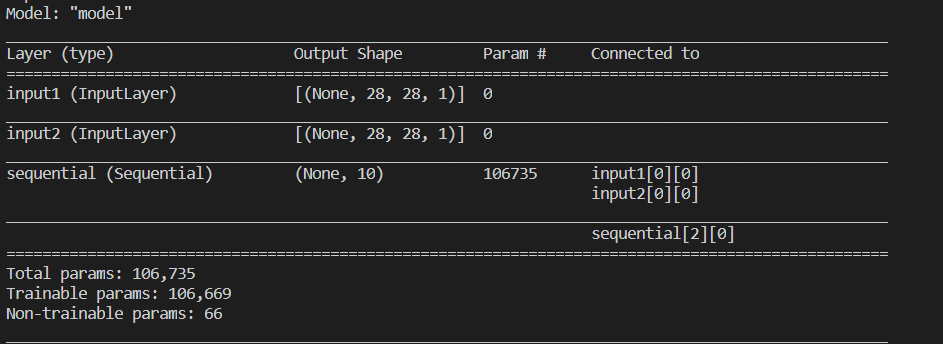 Model: "model"
Layer (type) Output Shape Param # Connected to
input1 (InputLayer) [(None, 28, 28, 1)] 0
input2 (InputLayer) [(None, 28, 28, 1)] 0
sequential (Sequential) (None, 10) 106735 input1[0][0]
input2[0][0]
sequential[2][0]
Total params: 106,735
Trainable params: 106,669
Non-trainable params: 66